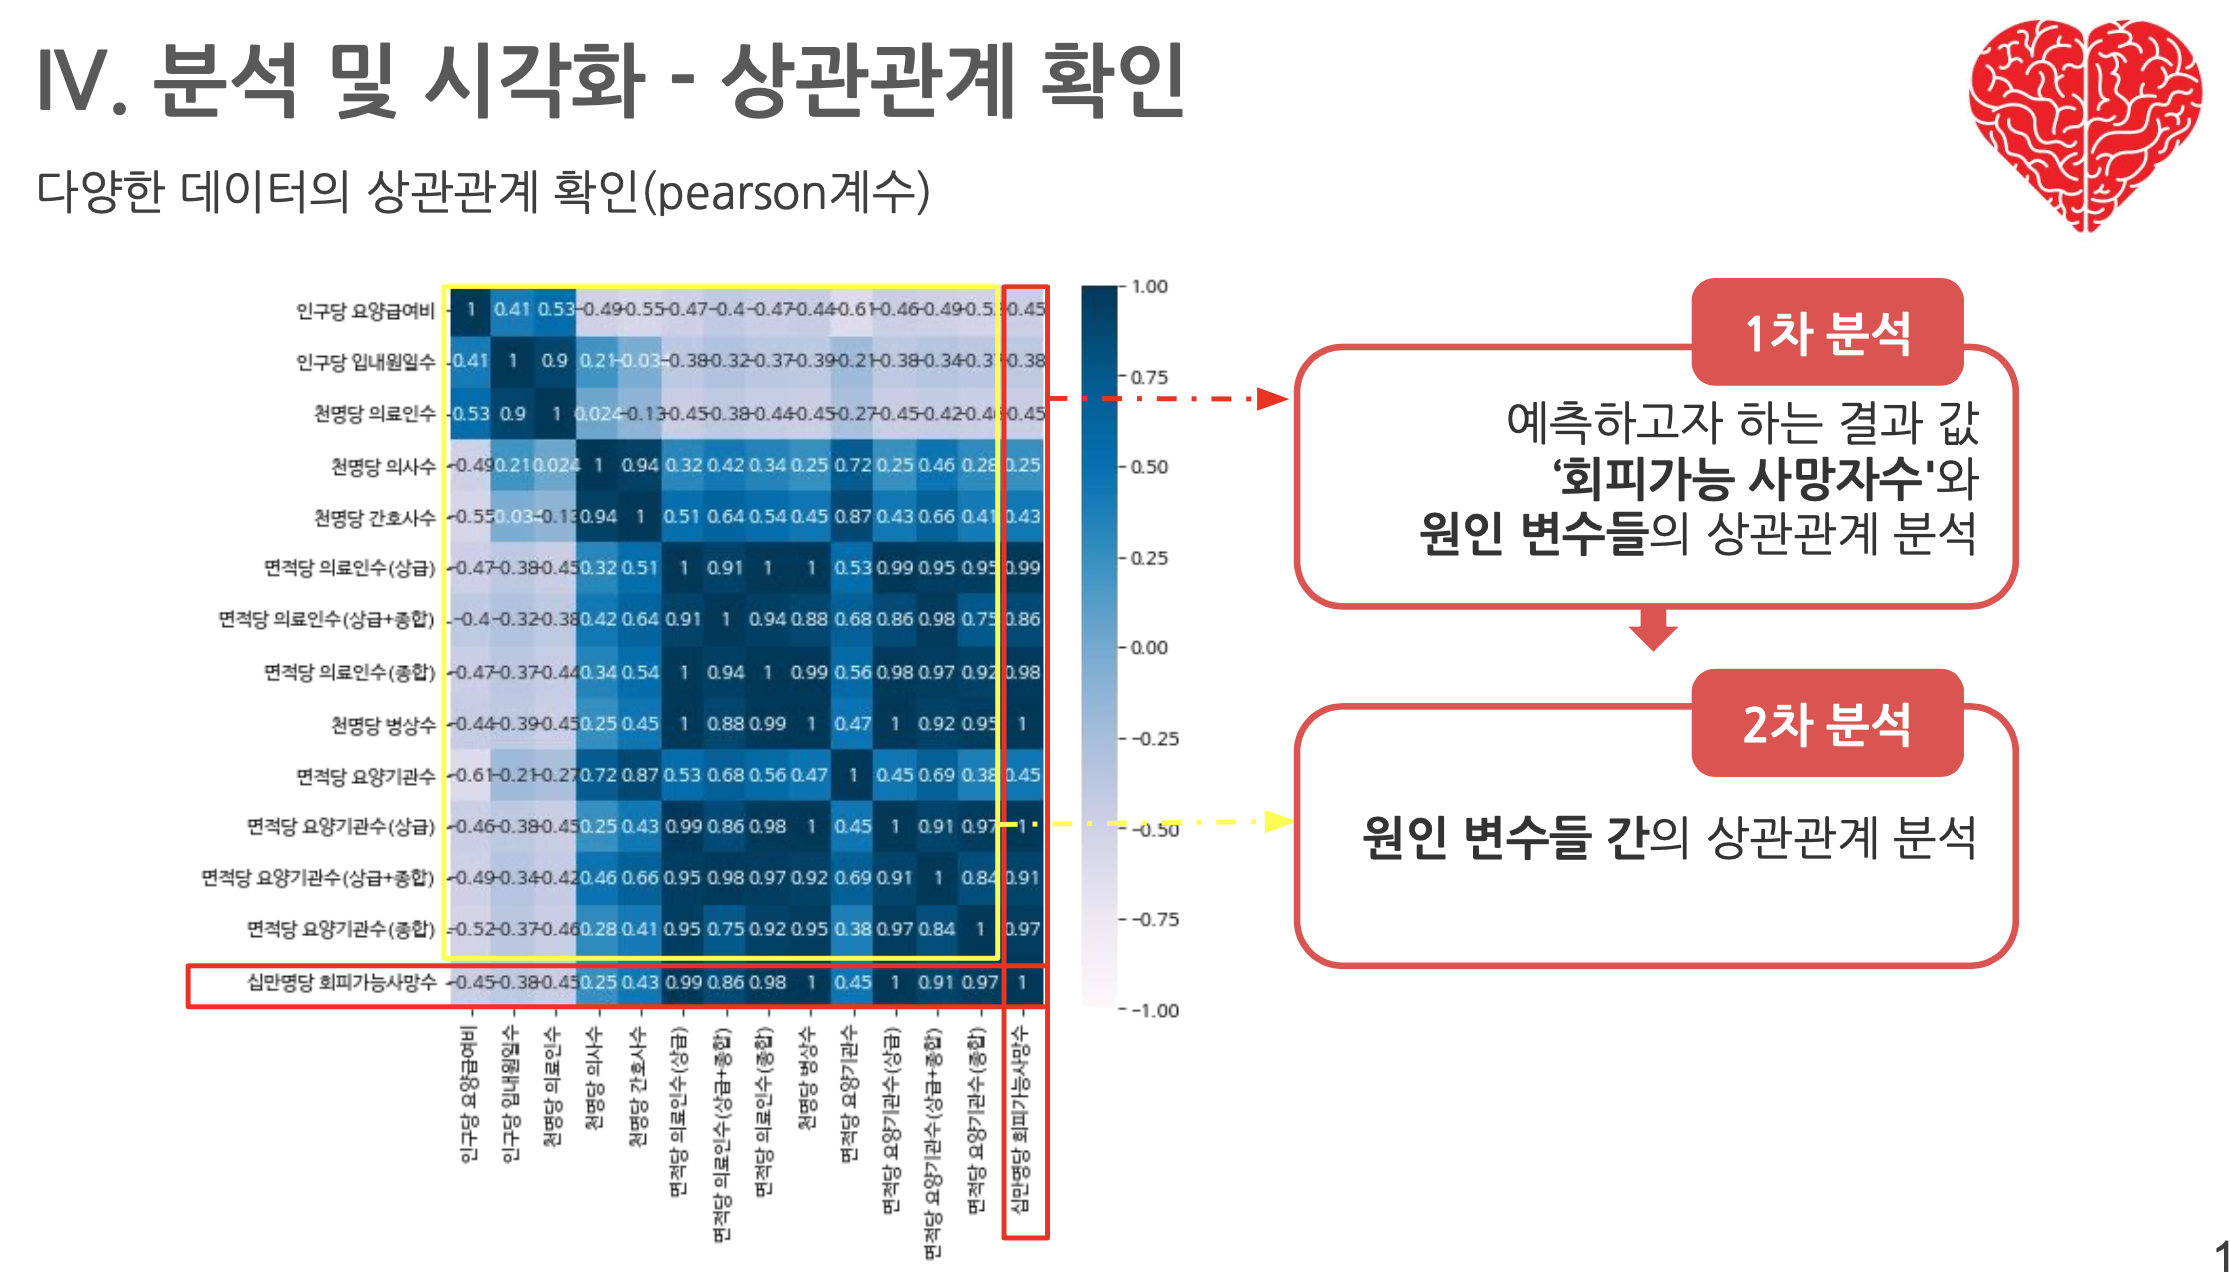 Ⅳ. 분석 및 시각화 - 상관관계 확인
다양한 데이터의 상관관계 확인(pearson계수)
인구당 요양급여비 1 0.41 0.53 -0.49 -0.55 -0.47 -0.4 -0.47 -0.44 -0.61 -0.46 -0.49 -0.45
인구당 입내원일수 0.41 1 0.9 0.21 -0.38 -0.32 -0.37 -0.39 -0.21 -0.38 -0.34 -0.38
천명당 의료인수 0.53 0.9 1 0.024 -0.13 -0.45 -0.38 -0.44 -0.45 -0.27 -0.45 -0.42 -0.45
천명당 의사수 -0.49 0.21 0.024 1 0.94 0.32 0.42 0.34 0.25 0.72 0.25 0.46 0.28 0.25
천명당 간호사수 -0.55 -0.13 0.94 1 0.51 0.64 0.54 0.45 0.87 0.43 0.66 0.41 0.43
면적당 의료인수(상급) -0.47 -0.38 -0.45 0.32 0.51 1 0.91 1 1 0.53 0.99 0.95 0.95 0.99
면적당 의료인수(상급+종합) -0.4 -0.32 -0.38 0.42 0.64 0.91 1 0.94 0.88 0.68 0.86 0.98 0.75 0.86
면적당 의료인수(종합) -0.47 -0.37 -0.44 0.34 0.54 1 0.94 1 0.99 0.56 0.98 0.97 0.92 0.98
천명당 병상수 -0.44 -0.39 -0.45 0.25 0.45 1 0.88 0.99 1 0.47 1 0.92 0.95 1
면적당 요양기관수 -0.61 -0.21 -0.27 0.72 0.87 0.53 0.68 0.56 0.47 1 0.45 0.69 0.38 0.45
면적당 요양기관수(상급) -0.46 -0.38 -0.45 0.25 0.43 0.99 0.86 0.98 1 0.45 1 0.91 0.97 1
면적당 요양기관수(상급+종합) -0.49 -0.34 -0.42 0.46 0.66 0.95 0.98 0.97 0.92 0.69 0.91 1 0.84 0.91
면적당 요양기관수(종합) -0.52 -0.37 -0.46 0.28 0.41 0.95 0.75 0.92 0.95 0.38 0.97 0.84 1 0.97
십만명당 회피가능사망수 -0.45 -0.38 -0.45 0.25 0.43 0.99 0.86 0.98 1 0.45 1 0.91 0.97 1
인구당 요양급여비
인구당 입내원일수
천명당 의료인수
천명당 의사수
천명당 간호사수
면적당 의료인수(상급)
면적당 의료인수(상급+종합)
면적당 의료인수(종합)
천명당 병상수
면적당 요양기관수
면적당 요양기관수(상급)
면적당 요양기관수(상급+종합)
면적당 요양기관수(종합)
십만명당 회피가능사망수
1.00
0.75
0.50
0.25
0.00
-0.25
-0.50
-0.75
-1.00
1차 분석
예측하고자 하는 결과 값
‘회피가능 사망자수'와
원인 변수들의 상관관계 분석
2차 분석
원인 변수들 간의 상관관계 분석
1